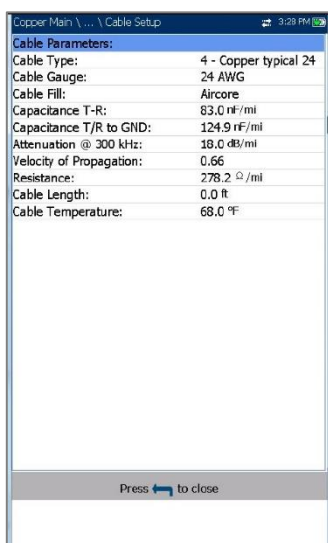 Copper Main \ ... \ Cable Setup 3:28 PM
Cable Parameters:
Cable Type: 4 - Copper typical 24
Cable Gauge: 24 AWG
Cable Fill: Aircore
Capacitance T-R: 83.0 nF/mi
Capacitance T/R to GND: 124.9 nF/mi
Attenuation @ 300 kHz: 18.0 dB/mi
Velocity of Propagation: 0.66
Resistance: 278.2 Ω/mi
Cable Length: 0.0 ft
Cable Temperature: 68.0 ºF
Press to close